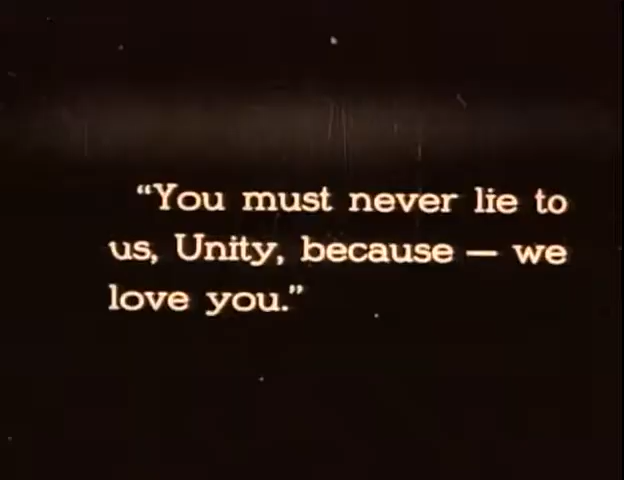 “You must never lie to
us, Unity, because — we
love you.”